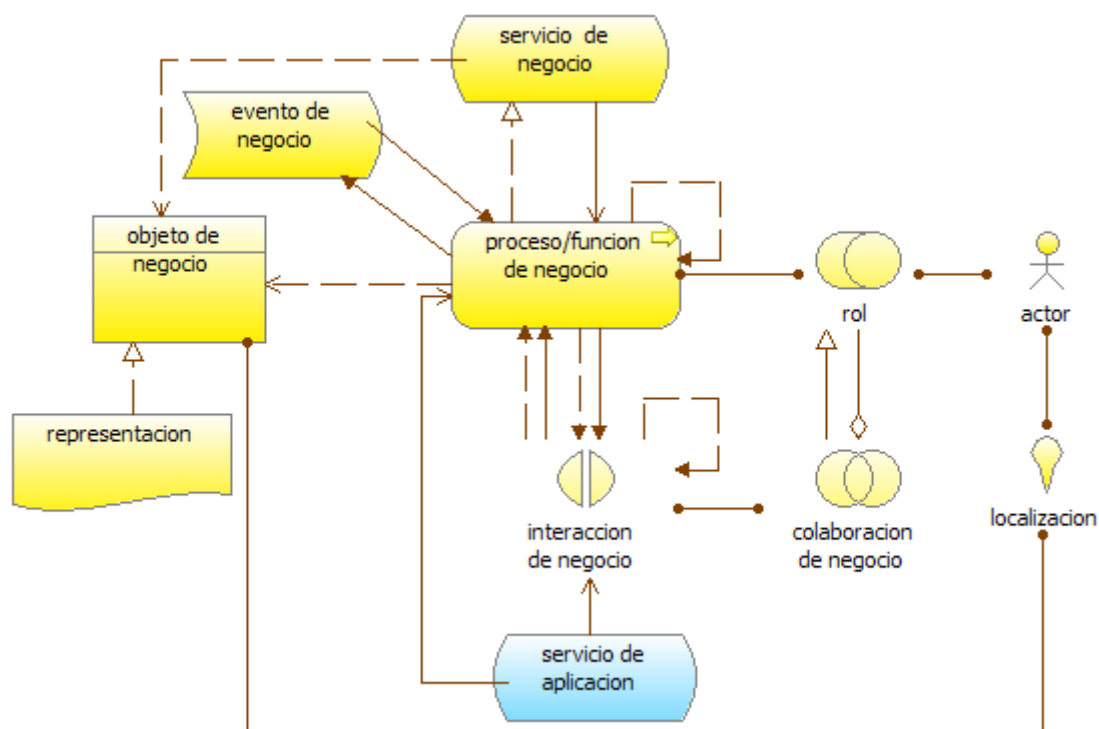 servicio de
negocio
evento de
negocio
objeto de
negocio
proceso/funcion
de negocio
rol
actor
representacion
interaccion
de negocio
colaboracion
de negocio
localizacion
servicio de
aplicacion